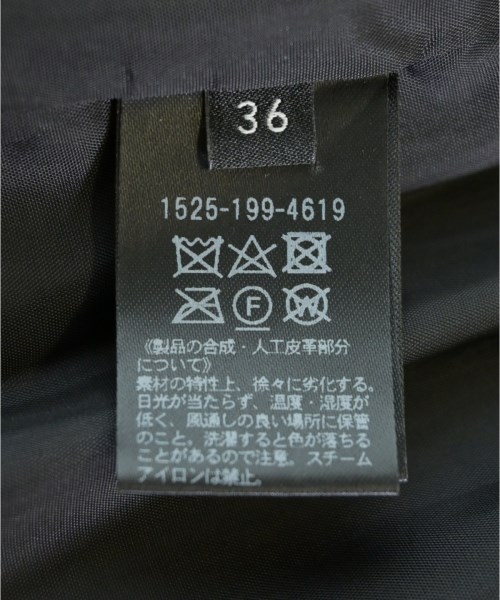 36
1525-199-4619
F
W
《製品の合成・人工皮革部分
について》
素材の特性上、徐々に劣化する。
日光が当たらず、温度・湿度が
低く、風通しの良い場所に保管
のこと。洗濯すると色が落ちる
ことがあるので注意。スチーム
アイロンは禁止。